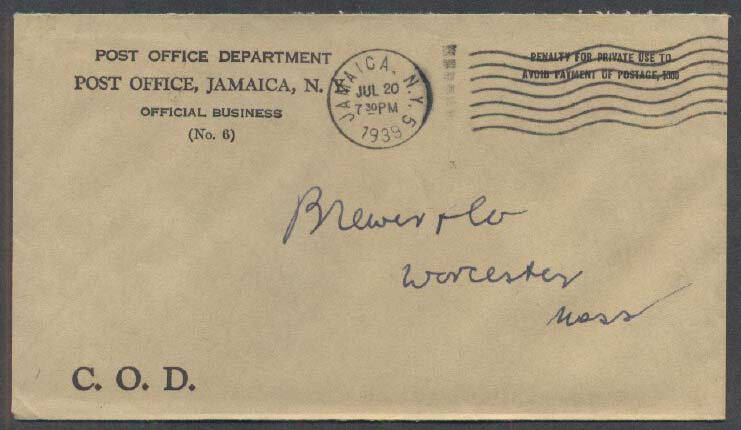 POST OFFICE DEPARTMENT
POST OFFICE, JAMAICA, N. Y.
OFFICIAL BUSINESS
(No. 6)
JAMAICA, N.Y. 5
JUL 20
7 30 PM
1939
PENALTY FOR PRIVATE USE TO
AVOID PAYMENT OF POSTAGE, $300
Brewer & Co
Worcester
Mass
C. O. D.